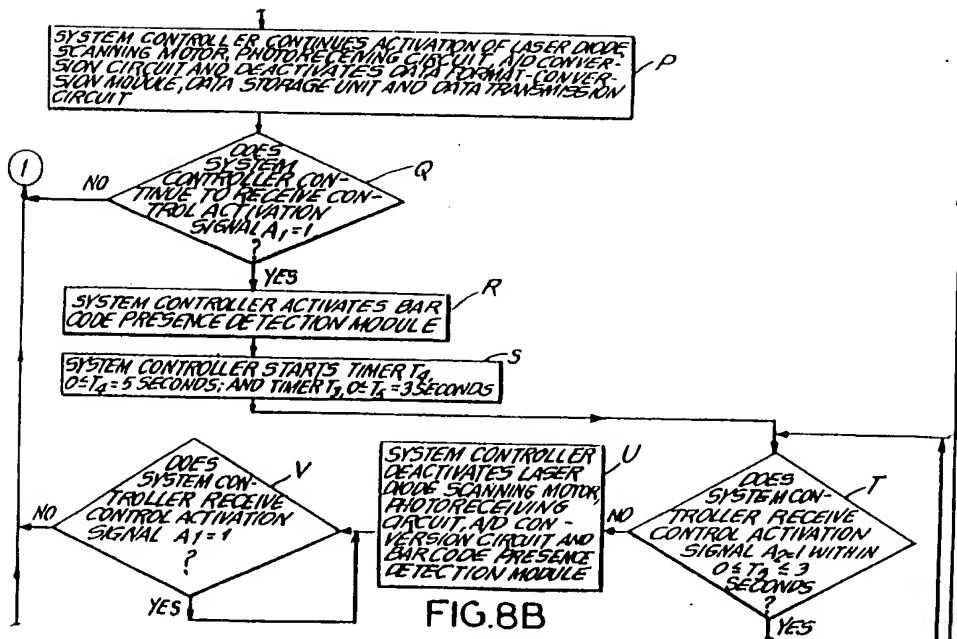 SYSTEM CONTROLLER CONTINUES ACTIVATION OF LASER DIODE
SCANNING MOTOR, PHOTORECEIVING CIRCUIT, A/D CONVER-
SION CIRCUIT AND DEACTIVATES DATA FORMAT-CONVER-
SION MODULE, DATA STORAGE UNIT AND DATA TRANSMISSION
CIRCUIT
P
DOES
SYSTEM
CONTROLLER CON-
TINUE TO RECEIVE CON-
TROL ACTIVATION
SIGNAL A1=1
?
Q
1
NO
YES
SYSTEM CONTROLLER ACTIVATES BAR
CODE PRESENCE DETECTION MODULE
R
SYSTEM CONTROLLER STARTS TIMER T4,
0≤T4=5 SECONDS; AND TIMER T3, 0≤T3=3 SECONDS
S
DOES
SYSTEM CON-
TROLLER RECEIVE
CONTROL ACTIVATION
SIGNAL A1=1
?
V
NO
YES
SYSTEM CONTROLLER
DEACTIVATES LASER
DIODE SCANNING MOTOR,
PHOTORECEIVING
CIRCUIT, A/D CON-
VERSION CIRCUIT AND
BAR CODE PRESENCE
DETECTION MODULE
U
NO
DOES
SYSTEM CON-
TROLLER RECEIVE
CONTROL ACTIVATION
SIGNAL A2=1 WITHIN
0≤T3≤3
SECONDS
?
T
YES
FIG.8B